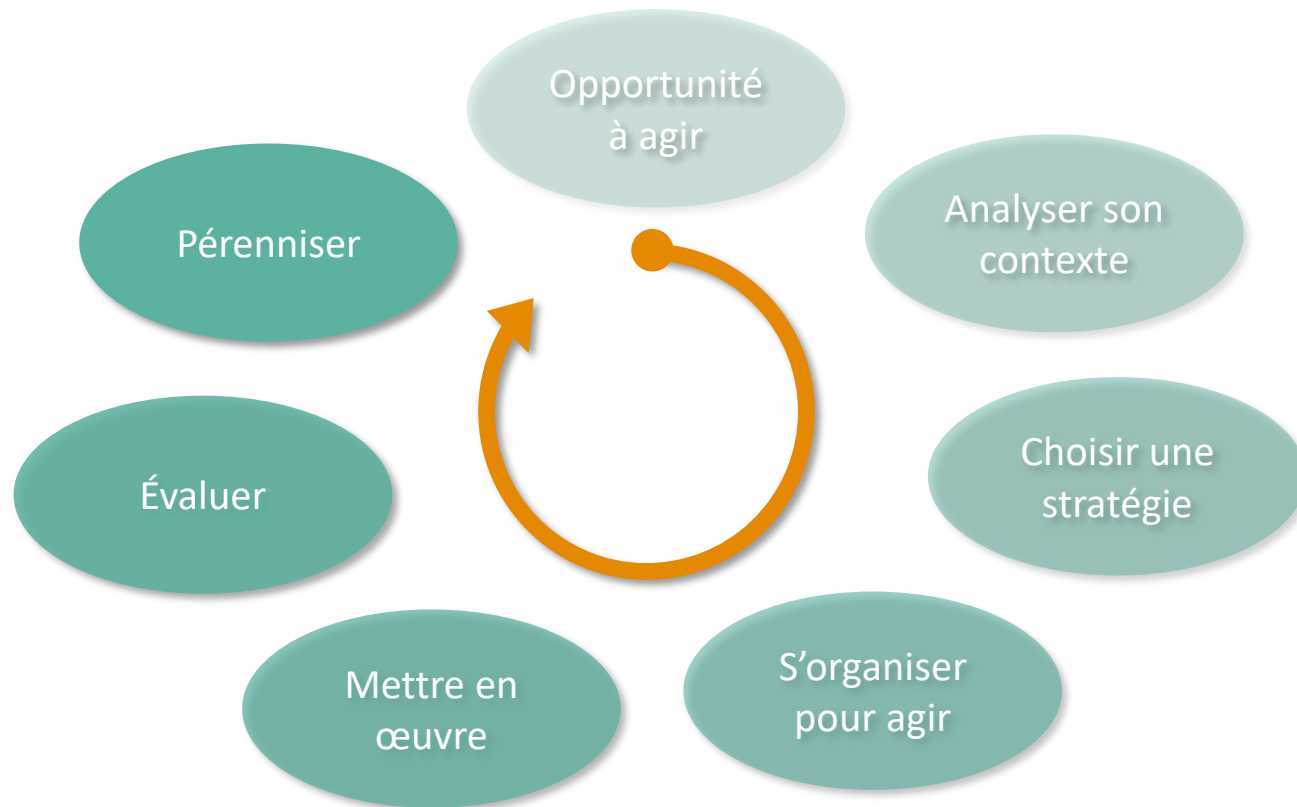 Opportunité
à agir
Analyser son
contexte
Choisir une
stratégie
S’organiser
pour agir
Mettre en
œuvre
Évaluer
Pérenniser